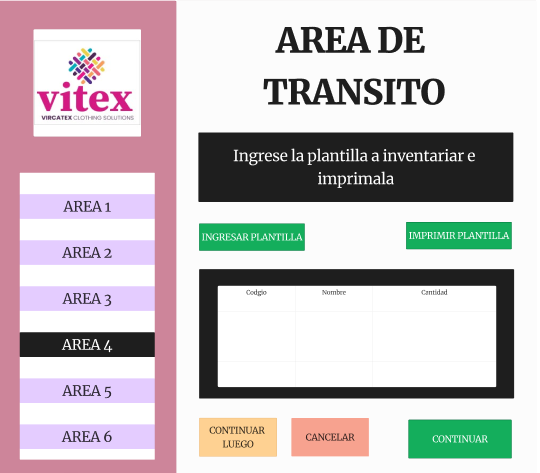 vitex
VIRCATEX CLOTHING SOLUTIONS
AREA 1
AREA 2
AREA 3
AREA 4
AREA 5
AREA 6
AREA DE
TRANSITO
Ingrese la plantilla a inventariar e
imprimala
INGRESAR PLANTILLA
IMPRIMIR PLANTILLA
Codgio Nombre Cantidad
CONTINUAR
LUEGO
CANCELAR
CONTINUAR